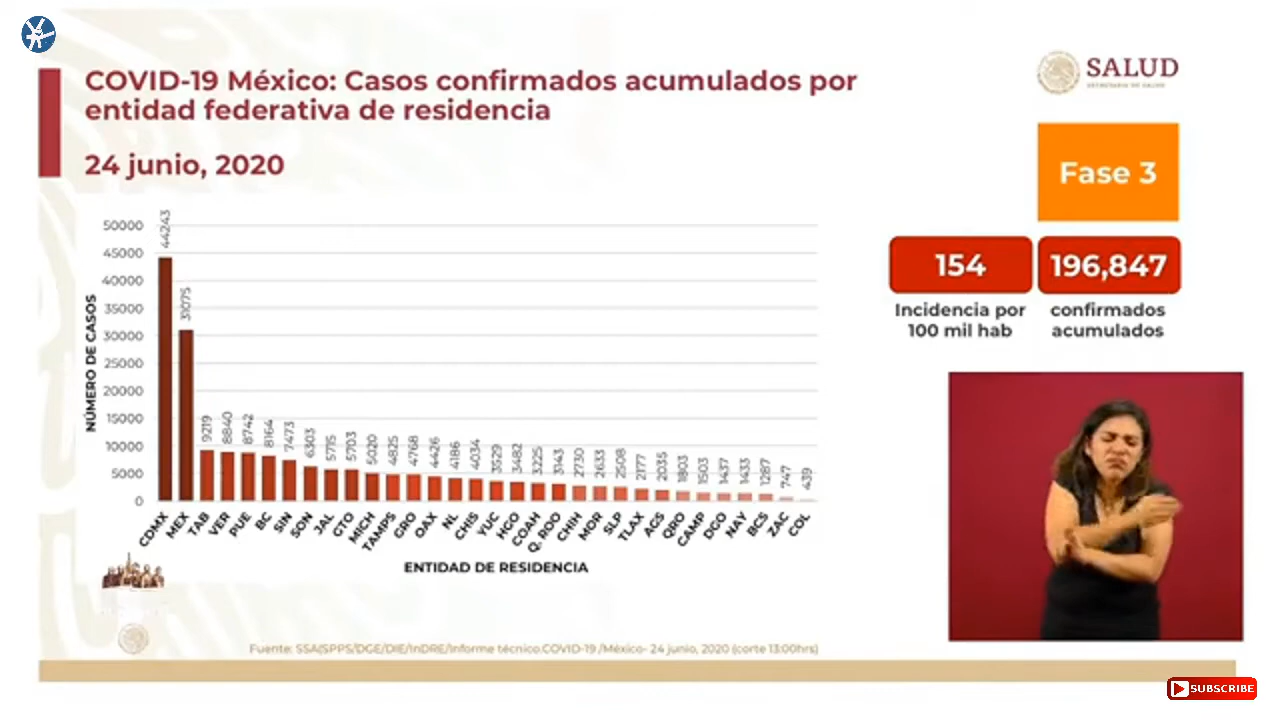 COVID-19 México: Casos confirmados acumulados por
entidad federativa de residencia
24 junio, 2020
SALUD
SECRETARÍA DE SALUD
Fase 3
154
196,847
Incidencia por
100 mil hab
confirmados
acumulados
NÚMERO DE CASOS
50000
45000
40000
35000
30000
25000
20000
15000
10000
5000
0
44243
31075
9219
8840
8742
8164
7473
6303
5715
5703
5020
4825
4768
4426
4186
4034
3529
3482
3225
3143
2730
2633
2508
2177
2035
1803
1503
1437
1433
1287
747
439
CDMX
MEX
TAB
VER
PUE
BC
SIN
SON
JAL
GTO
MICH
TAMPS
GRO
OAX
NL
CHIS
YUC
HGO
COAH
Q. ROO
CHIH
MOR
SLP
TLAX
AGS
QRO
CAMP
DGO
NAY
BCS
ZAC
COL
ENTIDAD DE RESIDENCIA
Fuente: SSA(SPPS/DGE/DIE/InDRE/Informe técnico.COVID-19 /México- 24 junio, 2020 (corte 13:00hrs)
SUBSCRIBE